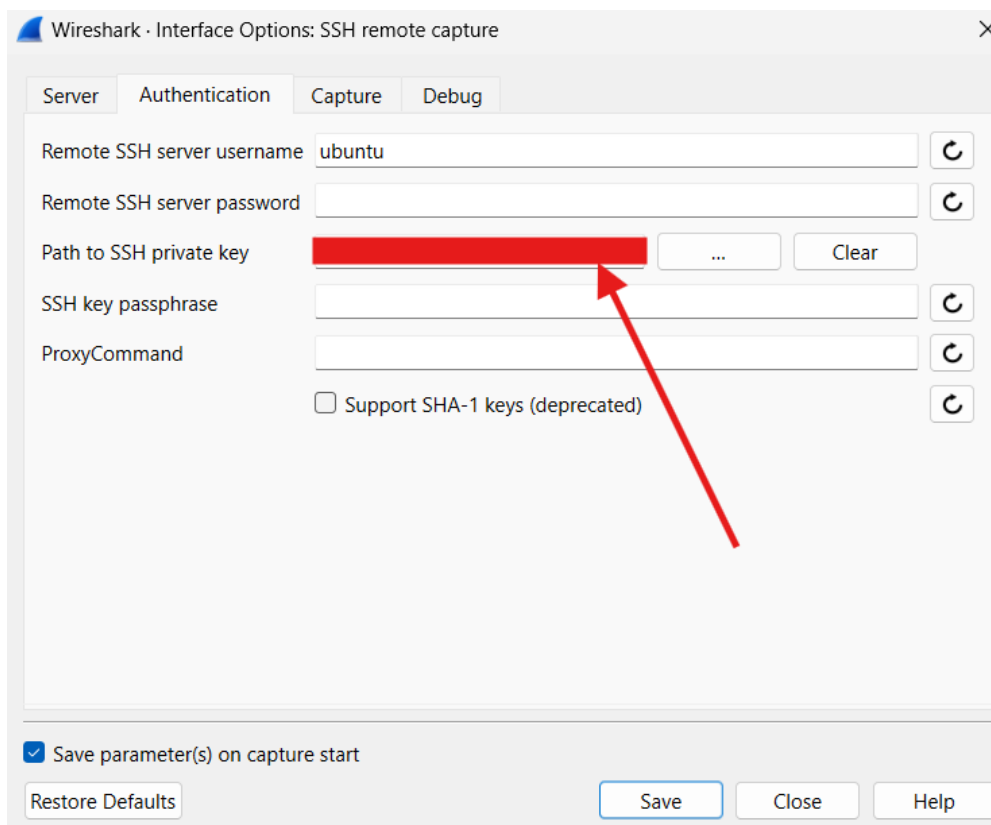 Wireshark · Interface Options: SSH remote capture
Server Authentication Capture Debug
Remote SSH server username ubuntu
Remote SSH server password
Path to SSH private key ... Clear
SSH key passphrase
ProxyCommand
Support SHA-1 keys (deprecated)
Save parameter(s) on capture start
Restore Defaults Save Close Help